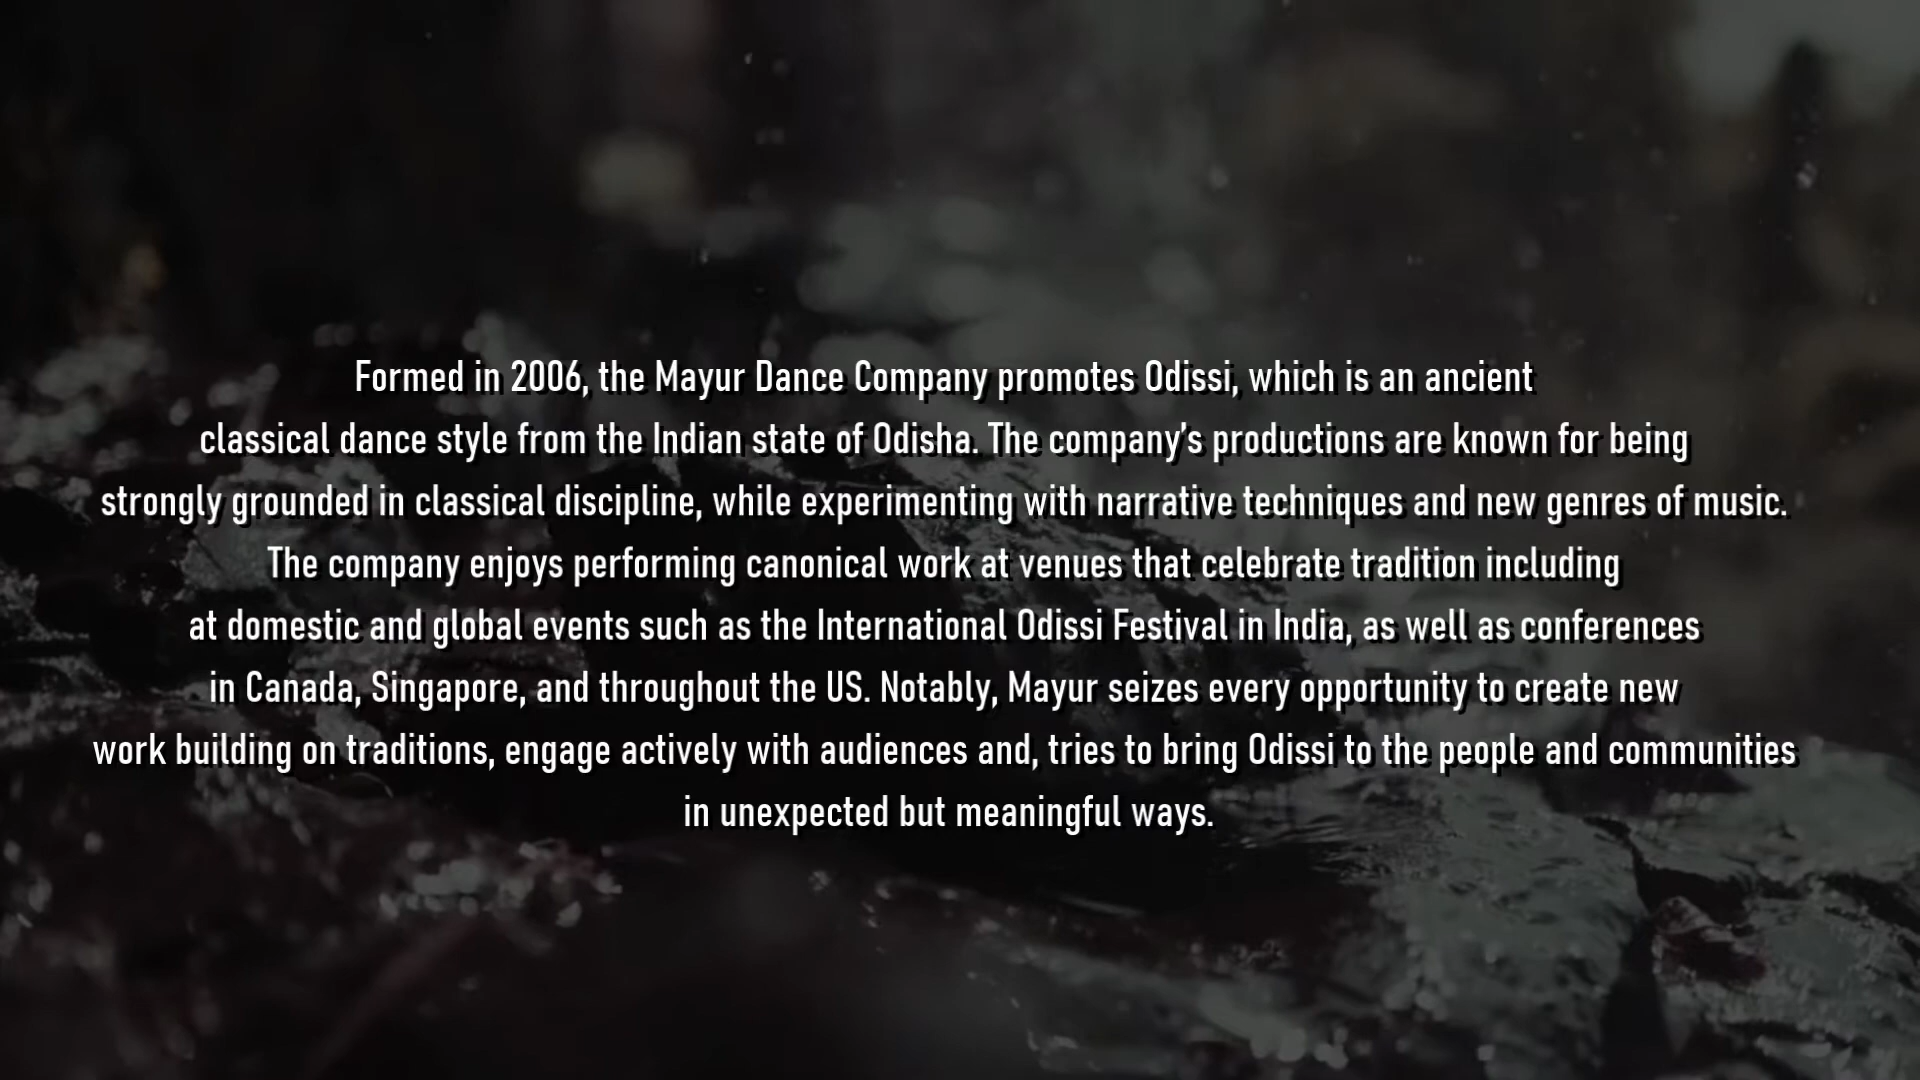 Formed in 2006, the Mayur Dance Company promotes Odissi, which is an ancient
classical dance style from the Indian state of Odisha. The company's productions are known for being
strongly grounded in classical discipline, while experimenting with narrative techniques and new genres of music.
The company enjoys performing canonical work at venues that celebrate tradition including
at domestic and global events such as the International Odissi Festival in India, as well as conferences
in Canada, Singapore, and throughout the US. Notably, Mayur seizes every opportunity to create new
work building on traditions, engage actively with audiences and, tries to bring Odissi to the people and communities
in unexpected but meaningful ways.